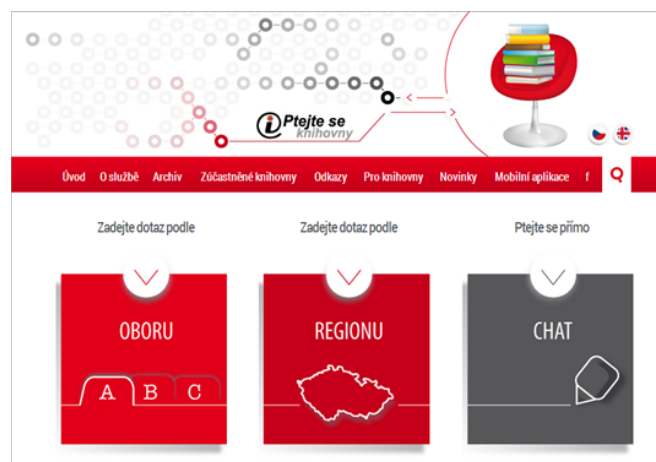 Ptejte se
knihovny
Úvod O službě Archiv Zúčastněné knihovny Odkazy Pro knihovny Novinky Mobilní aplikace f
Zadejte dotaz podle
Zadejte dotaz podle
Ptejte se přímo
OBORU
REGIONU
CHAT
A B C